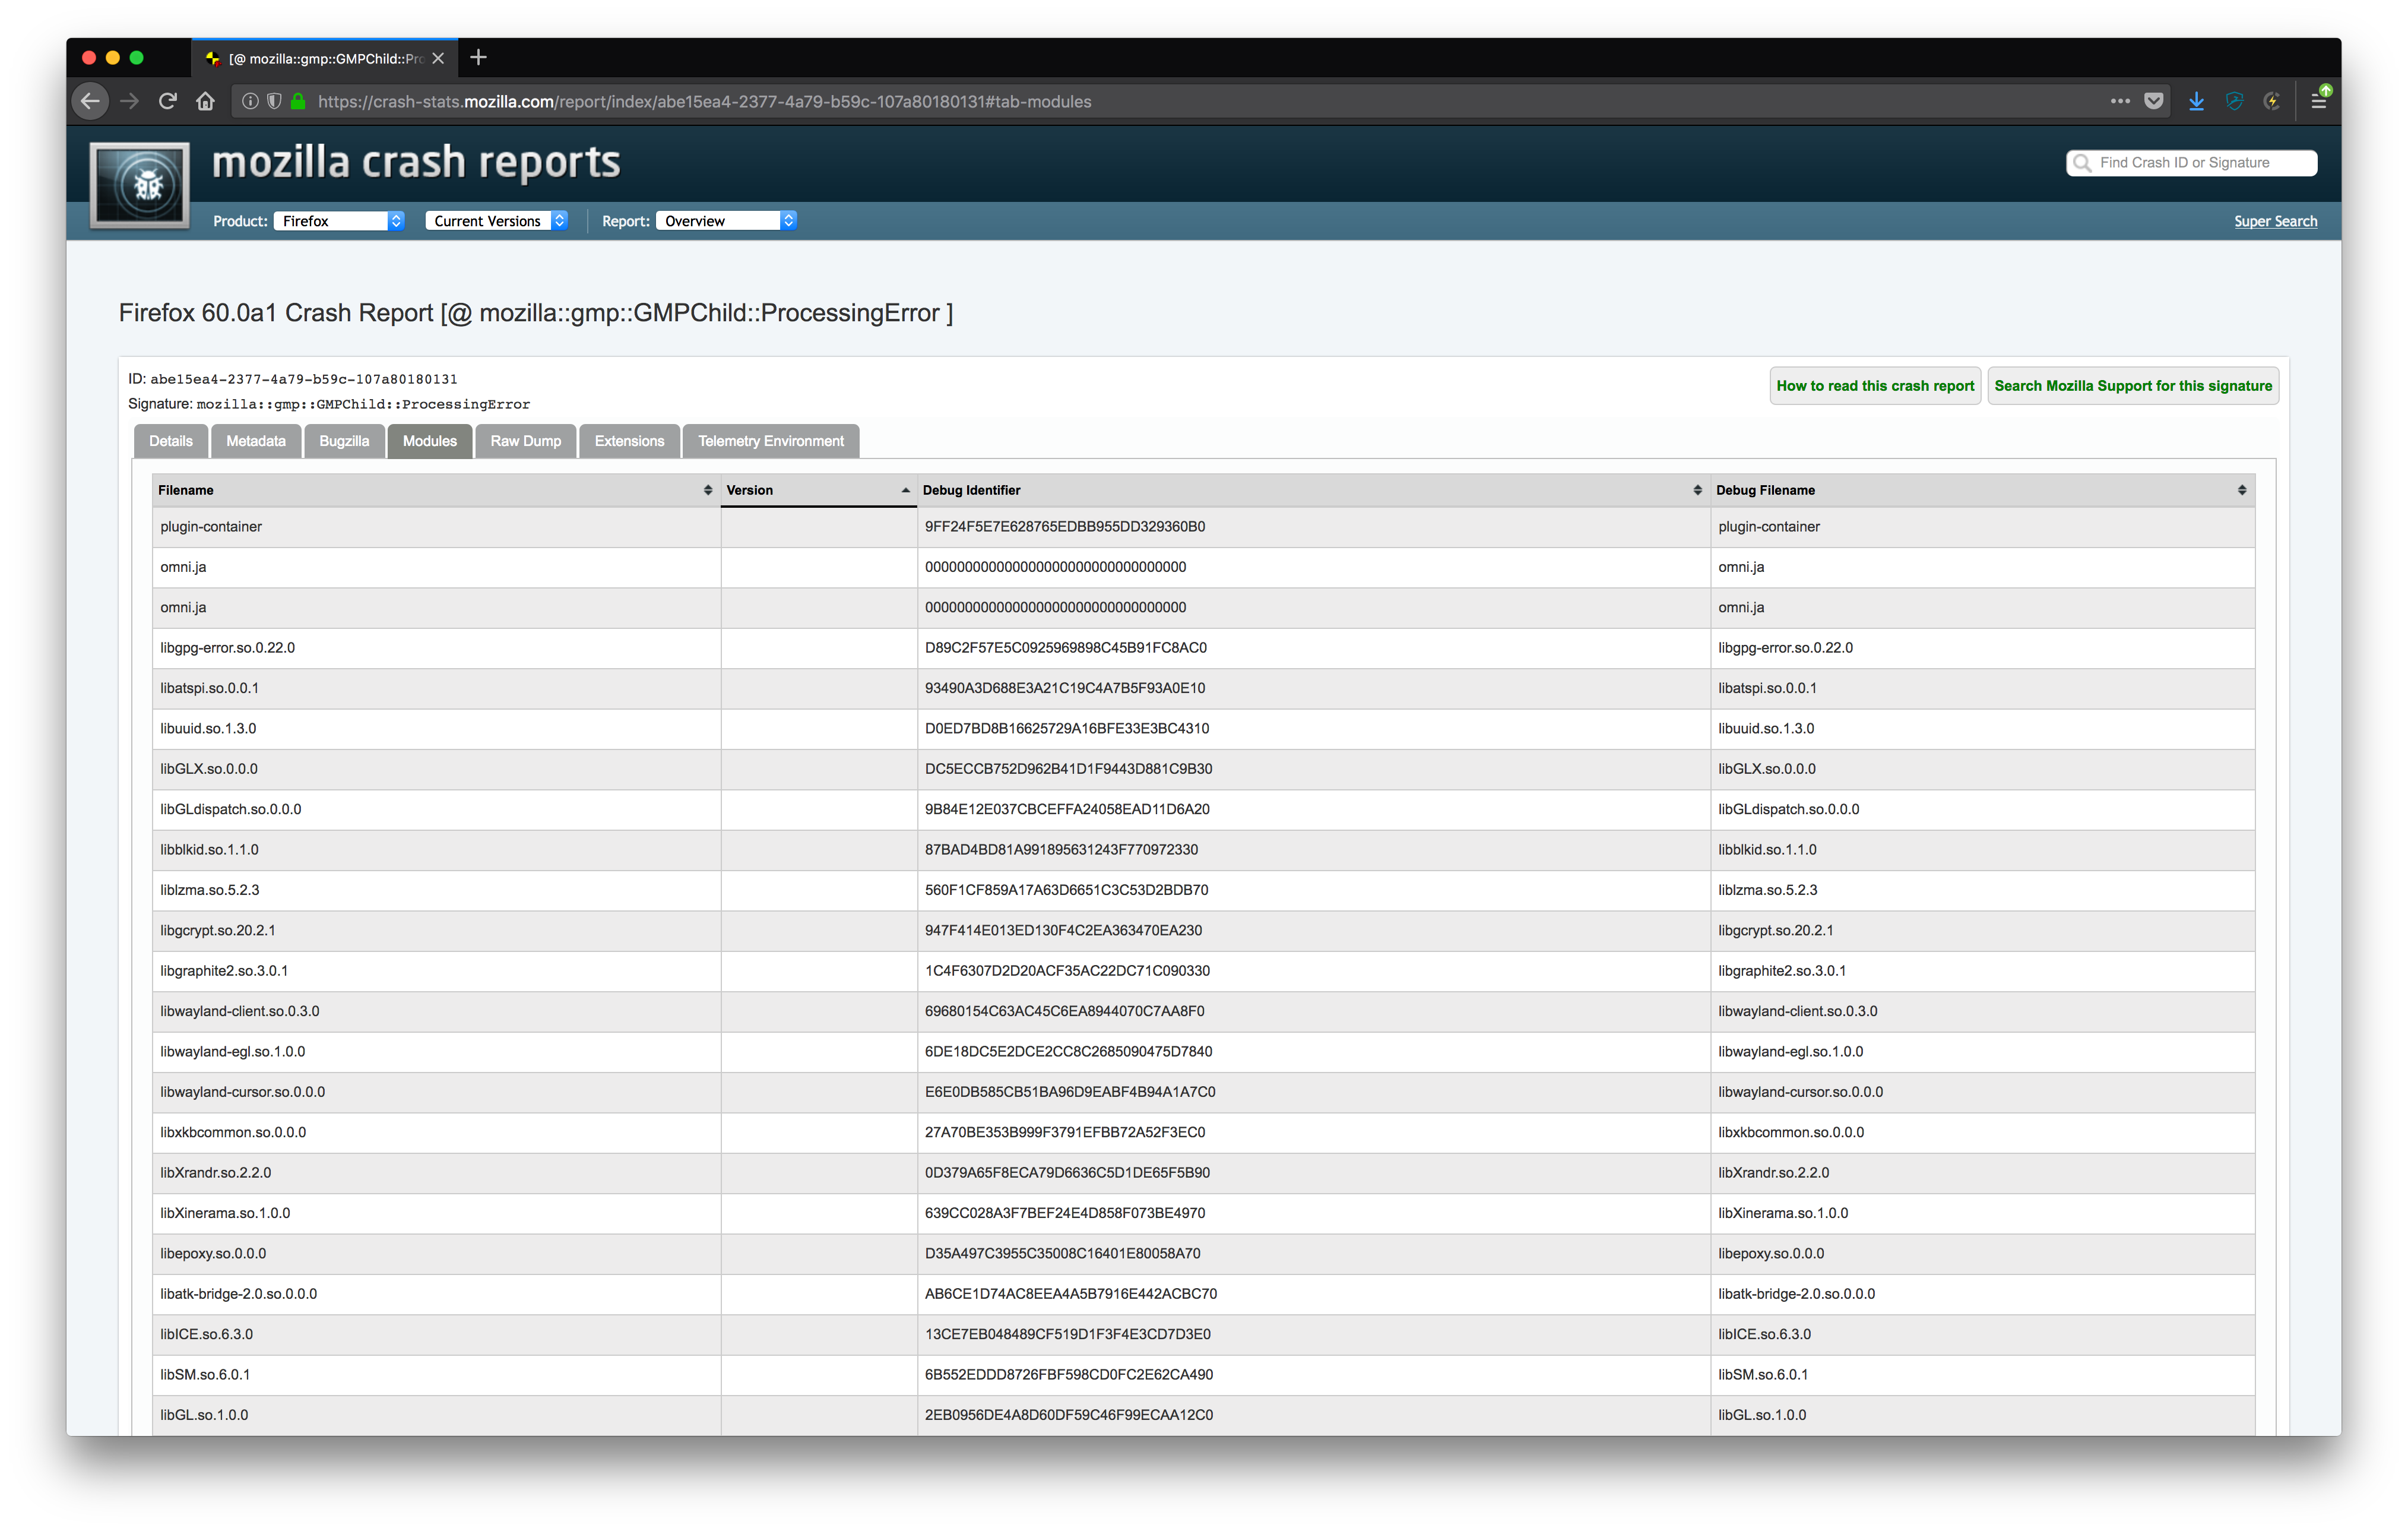 [@ mozilla::gmp::GMPChild::Pro
https://crash-stats.mozilla.com/report/index/abe15ea4-2377-4a79-b59c-107a80180131#tab-modules
mozilla crash reports
Find Crash ID or Signature
Product: Firefox Current Versions Report: Overview Super Search
Firefox 60.0a1 Crash Report [@ mozilla::gmp::GMPChild::ProcessingError ]
ID: abe15ea4-2377-4a79-b59c-107a80180131
How to read this crash report Search Mozilla Support for this signature
Signature: mozilla::gmp::GMPChild::ProcessingError
Details Metadata Bugzilla Modules Raw Dump Extensions Telemetry Environment
Filename Version Debug Identifier Debug Filename
plugin-container 9FF24F5E7E628765EDBB955DD329360B0 plugin-container
omni.ja 000000000000000000000000000000000 omni.ja
omni.ja 000000000000000000000000000000000 omni.ja
libgpg-error.so.0.22.0 D89C2F57E5C0925969898C45B91FC8AC0 libgpg-error.so.0.22.0
libatspi.so.0.0.1 93490A3D688E3A21C19C4A7B5F93A0E10 libatspi.so.0.0.1
libuuid.so.1.3.0 D0ED7BD8B16625729A16BFE33E3BC4310 libuuid.so.1.3.0
libGLX.so.0.0.0 DC5ECCB752D962B41D1F9443D881C9B30 libGLX.so.0.0.0
libGLdispatch.so.0.0.0 9B84E12E037CBCEFFA24058EAD11D6A20 libGLdispatch.so.0.0.0
libblkid.so.1.1.0 87BAD4BD81A991895631243F770972330 libblkid.so.1.1.0
liblzma.so.5.2.3 560F1CF859A17A63D6651C3C53D2BDB70 liblzma.so.5.2.3
libgcrypt.so.20.2.1 947F414E013ED130F4C2EA363470EA230 libgcrypt.so.20.2.1
libgraphite2.so.3.0.1 1C4F6307D2D20ACF35AC22DC71C090330 libgraphite2.so.3.0.1
libwayland-client.so.0.3.0 69680154C63AC45C6EA8944070C7AA8F0 libwayland-client.so.0.3.0
libwayland-egl.so.1.0.0 6DE18DC5E2DCE2CC8C2685090475D7840 libwayland-egl.so.1.0.0
libwayland-cursor.so.0.0.0 E6E0DB585CB51BA96D9EABF4B94A1A7C0 libwayland-cursor.so.0.0.0
libxkbcommon.so.0.0.0 27A70BE353B999F3791EFBB72A52F3EC0 libxkbcommon.so.0.0.0
libXrandr.so.2.2.0 0D379A65F8ECA79D6636C5D1DE65F5B90 libXrandr.so.2.2.0
libXinerama.so.1.0.0 639CC028A3F7BEF24E4D858F073BE4970 libXinerama.so.1.0.0
libepoxy.so.0.0.0 D35A497C3955C35008C16401E80058A70 libepoxy.so.0.0.0
libatk-bridge-2.0.so.0.0.0 AB6CE1D74AC8EEA4A5B7916E442ACBC70 libatk-bridge-2.0.so.0.0.0
libICE.so.6.3.0 13CE7EB048489CF519D1F3F4E3CD7D3E0 libICE.so.6.3.0
libSM.so.6.0.1 6B552EDDD8726FBF598CD0FC2E62CA490 libSM.so.6.0.1
libGL.so.1.0.0 2EB0956DE4A8D60DF59C46F99ECAA12C0 libGL.so.1.0.0